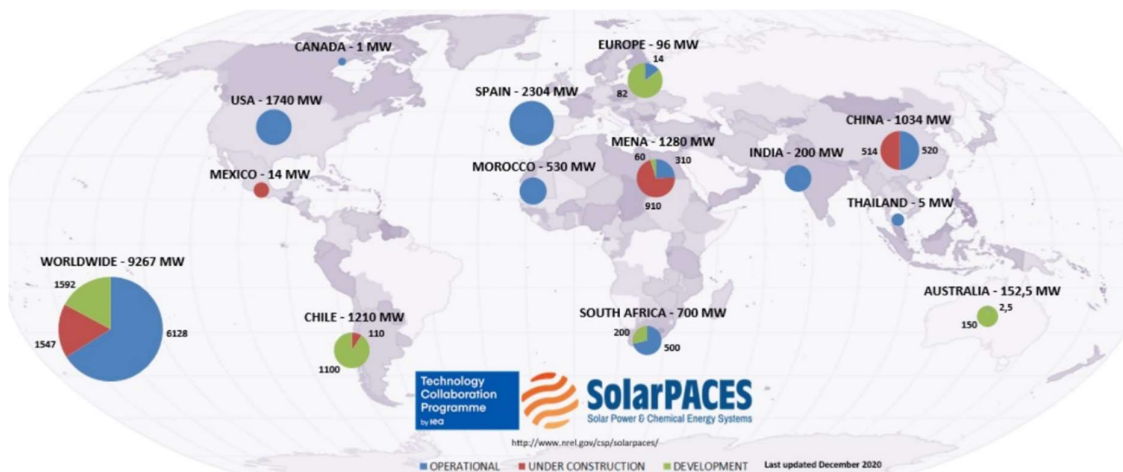 CANADA - 1 MW
EUROPE - 96 MW
14
82
USA - 1740 MW
SPAIN - 2304 MW
CHINA - 1034 MW
514
520
MENA - 1280 MW
60
310
910
INDIA - 200 MW
MEXICO - 14 MW
MOROCCO - 530 MW
THAILAND - 5 MW
WORLDWIDE - 9267 MW
1592
1547
6128
AUSTRALIA - 152,5 MW
2,5
150
CHILE - 1210 MW
110
1100
SOUTH AFRICA - 700 MW
200
500
Technology
Collaboration
Programme
by iea
SolarPACES
Solar Power & Chemical Energy Systems
http://www.nrel.gov/csp/solarpaces/
OPERATIONAL UNDER CONSTRUCTION DEVELOPMENT Last updated December 2020